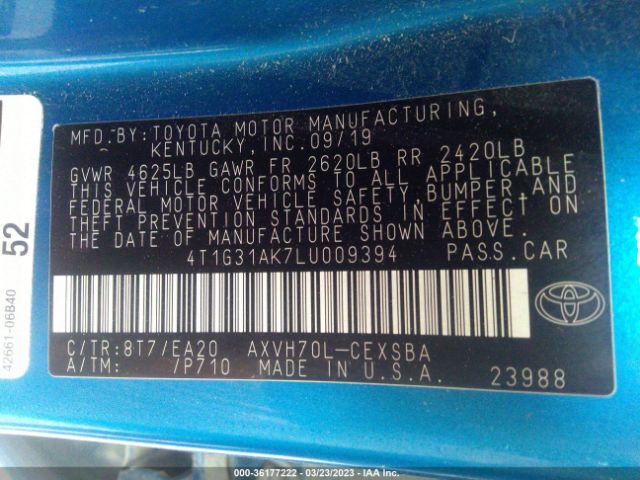 MFD. BY: TOYOTA MOTOR MANUFACTURING,
KENTUCKY, INC. 09/19
GVWR 4625LB GAWR FR 2620LB RR 2420LB
THIS VEHICLE CONFORMS TO ALL APPLICABLE
FEDERAL MOTOR VEHICLE SAFETY, BUMPER AND
THEFT PREVENTION STANDARDS IN EFFECT ON
THE DATE OF MANUFACTURE SHOWN ABOVE.
4T1G31AK7LU009394 PASS. CAR
C/TR: 8T7/EA20 AXVH70L-CEXSBA
A/TM: /P710 MADE IN U.S.A.
23988
52
42661-06B40
000-36177222 | 03/23/2023 | IAA Inc.